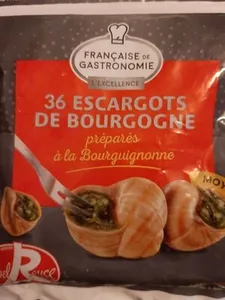 FRANÇAISE DE
GASTRONOMIE
L'EXCELLENCE
36 ESCARGOTS
DE BOURGOGNE
préparés
à la Bourguignonne